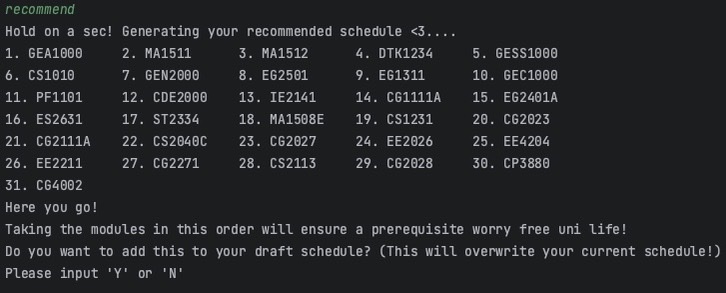 recommend
Hold on a sec! Generating your recommended schedule <3....
1. GEA1000 2. MA1511 3. MA1512 4. DTK1234 5. GESS1000
6. CS1010 7. GEN2000 8. EG2501 9. EG1311 10. GEC1000
11. PF1101 12. CDE2000 13. IE2141 14. CG1111A 15. EG2401A
16. ES2631 17. ST2334 18. MA1508E 19. CS1231 20. CG2023
21. CG2111A 22. CS2040C 23. CG2027 24. EE2026 25. EE4204
26. EE2211 27. CG2271 28. CS2113 29. CG2028 30. CP3880
31. CG4002
Here you go!
Taking the modules in this order will ensure a prerequisite worry free uni life!
Do you want to add this to your draft schedule? (This will overwrite your current schedule!)
Please input 'Y' or 'N'